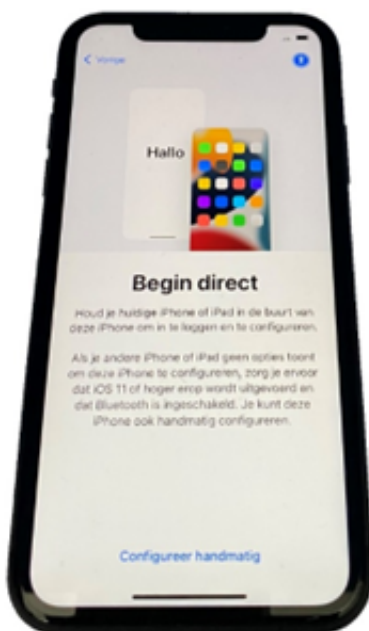 Vorige
Hallo
Begin direct
Houd je huidige iPhone of iPad in de buurt van
deze iPhone om in te loggen en te configureren.
Als je andere iPhone of iPad geen opties toont
om deze iPhone te configureren, zorg je ervoor
dat iOS 11 of hoger erop wordt uitgevoerd en
dat Bluetooth is ingeschakeld. Je kunt deze
iPhone ook handmatig configureren.
Configureer handmatig